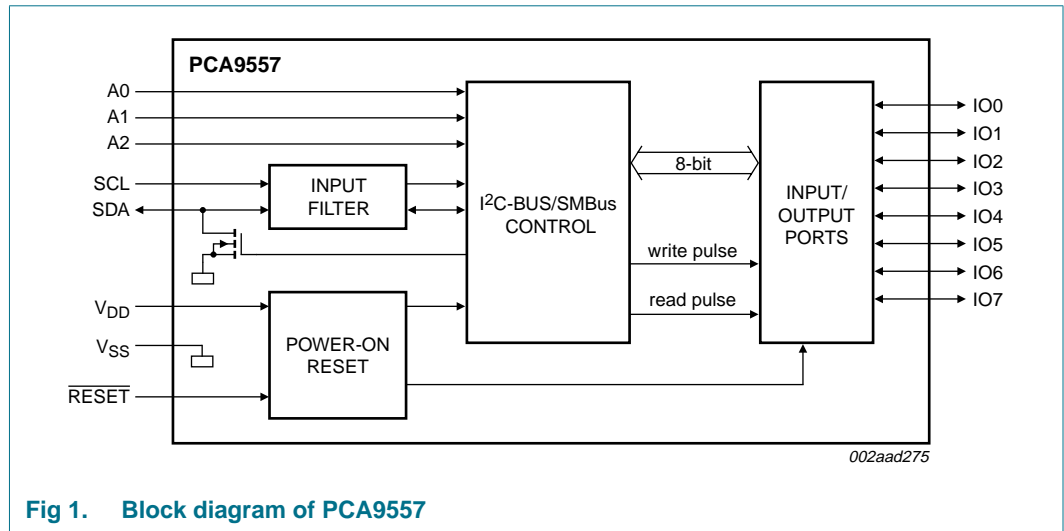 PCA9557
A0
A1
A2
SCL
SDA
INPUT
FILTER
I2C-BUS/SMBus
CONTROL
8-bit
write pulse
read pulse
INPUT/
OUTPUT
PORTS
IO0
IO1
IO2
IO3
IO4
IO5
IO6
IO7
VDD
VSS
RESET
POWER-ON
RESET
002aad275
Fig 1. Block diagram of PCA9557